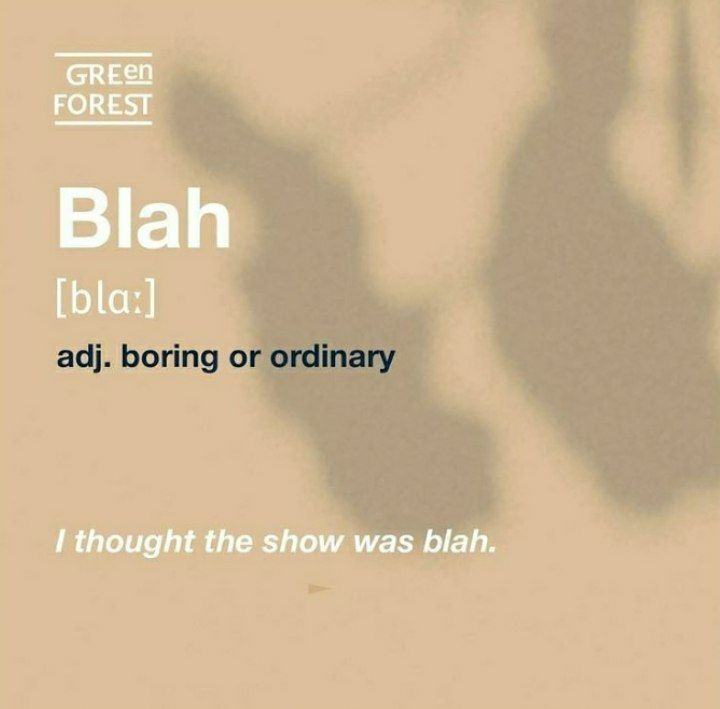 GREen
FOREST
Blah
[blɑː]
adj. boring or ordinary
I thought the show was blah.